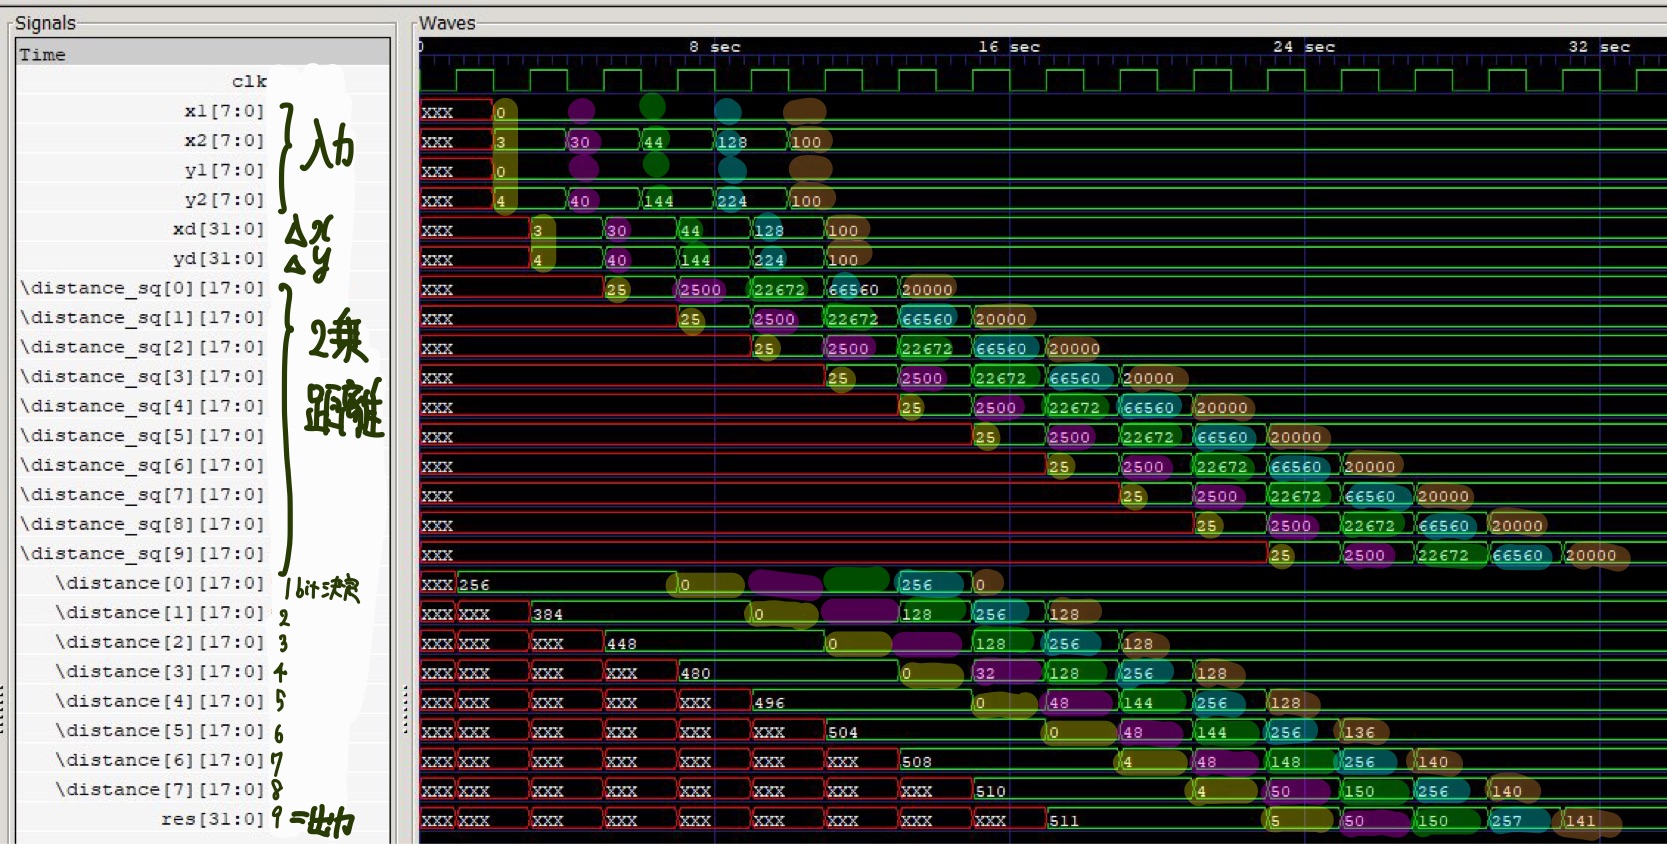 Signals
Waves
Time
0 8 sec 16 sec 24 sec 32 sec
clk
x1[7:0] XXX 0
x2[7:0] XXX 3 30 44 128 100
入力
y1[7:0] XXX 0
y2[7:0] XXX 4 40 144 224 100
xd[31:0] Δx XXX 3 30 44 128 100
yd[31:0] Δy XXX 4 40 144 224 100
\distance_sq[0][17:0] XXX 25 2500 22672 66560 20000
\distance_sq[1][17:0] XXX 25 2500 22672 66560 20000
2乗
\distance_sq[2][17:0] XXX 25 2500 22672 66560 20000
\distance_sq[3][17:0] XXX 25 2500 22672 66560 20000
距離
\distance_sq[4][17:0] XXX 25 2500 22672 66560 20000
\distance_sq[5][17:0] XXX 25 2500 22672 66560 20000
\distance_sq[6][17:0] XXX 25 2500 22672 66560 20000
\distance_sq[7][17:0] XXX 25 2500 22672 66560 20000
\distance_sq[8][17:0] XXX 25 2500 22672 66560 20000
\distance_sq[9][17:0] XXX 25 2500 22672 66560 20000
\distance[0][17:0] 1bit決定 XXX 256 0 256 0
\distance[1][17:0] 2 XXX XXX 384 0 128 256 128
\distance[2][17:0] 3 XXX XXX XXX 448 0 128 256 128
\distance[3][17:0] 4 XXX XXX XXX XXX 480 0 32 128 256 128
\distance[4][17:0] 5 XXX XXX XXX XXX XXX 496 0 48 144 256 128
\distance[5][17:0] 6 XXX XXX XXX XXX XXX XXX 504 0 48 144 256 136
\distance[6][17:0] 7 XXX XXX XXX XXX XXX XXX XXX 508 4 48 148 256 140
\distance[7][17:0] 8 XXX XXX XXX XXX XXX XXX XXX XXX 510 4 50 150 256 140
res[31:0] 9=出力 XXX XXX XXX XXX XXX XXX XXX XXX XXX 511 5 50 150 257 141